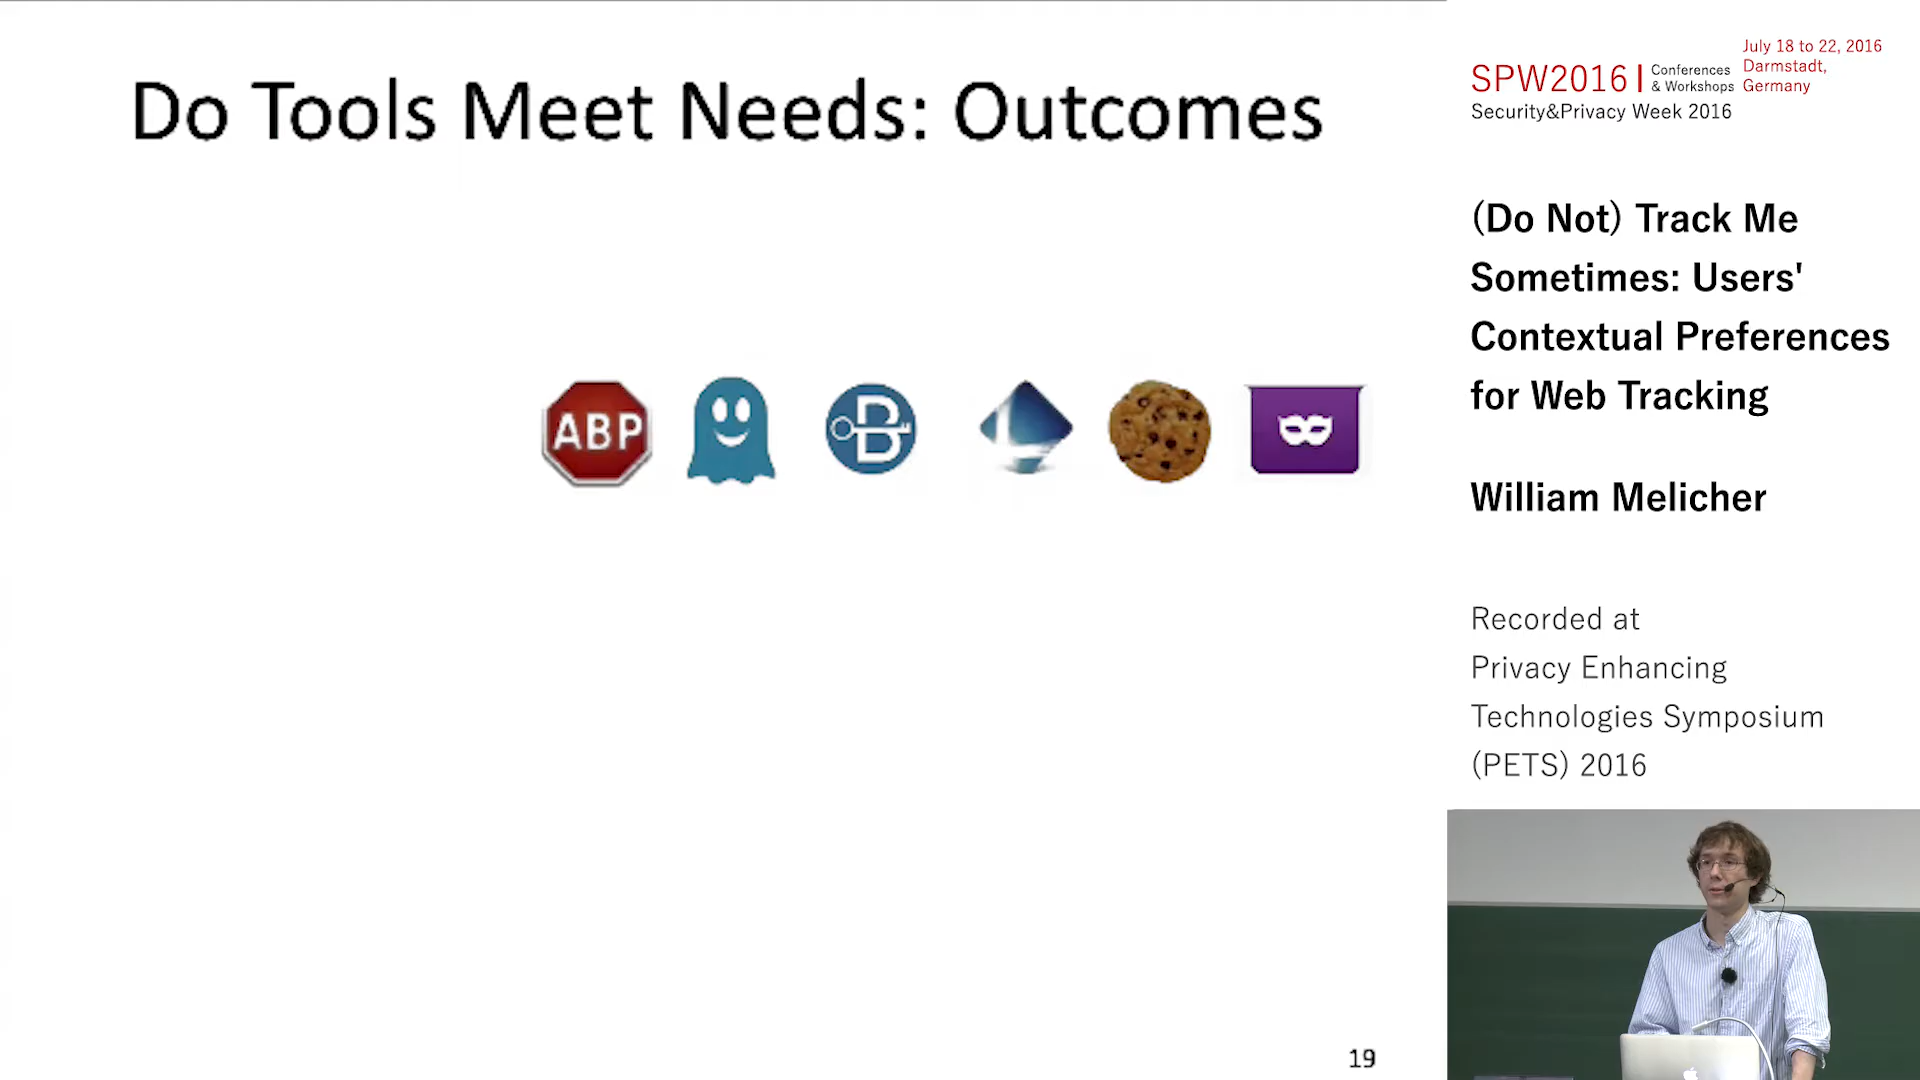 Do Tools Meet Needs: Outcomes
ABP
B
19
SPW2016 | Conferences & Workshops
July 18 to 22, 2016
Darmstadt,
Germany
Security&Privacy Week 2016
(Do Not) Track Me
Sometimes: Users'
Contextual Preferences
for Web Tracking
William Melicher
Recorded at
Privacy Enhancing
Technologies Symposium
(PETS) 2016